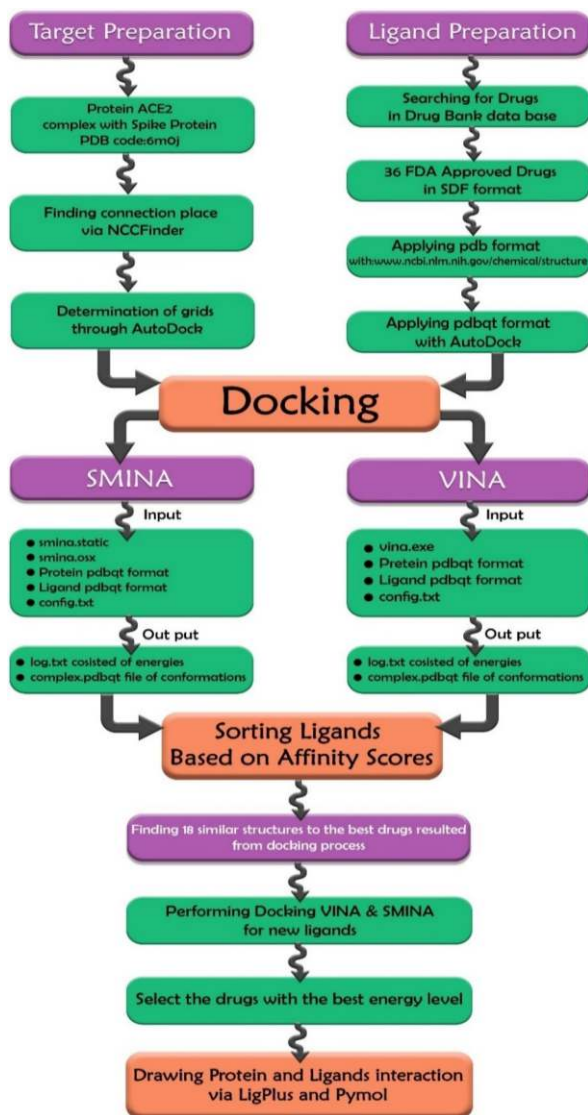 Target Preparation
Protein ACE2
complex with Spike Protein
PDB code:6m0j
Finding connection place
via NCCFinder
Determination of grids
through AutoDock
Ligand Preparation
Searching for Drugs
in Drug Bank data base
36 FDA Approved Drugs
in SDF format
Applying pdb format
with:www.ncbi.nlm.nih.gov/chemical/structure
Applying pdbqt format
with AutoDock
Docking
SMINA
Input
● smina.static
● smina.osx
● Protein pdbqt format
● Ligand pdbqt format
● config.txt
Out put
● log.txt cosisted of energies
● complex.pdbqt file of conformations
VINA
Input
● vina.exe
● Pretein pdbqt format
● Ligand pdbqt format
● config.txt
Out put
● log.txt cosisted of energies
● complex.pdbqt file of conformations
Sorting Ligands
Based on Affinity Scores
Finding 18 similar structures to the best drugs resulted
from docking process
Performing Docking VINA & SMINA
for new ligands
Select the drugs with the best energy level
Drawing Protein and Ligands interaction
via LigPlus and Pymol